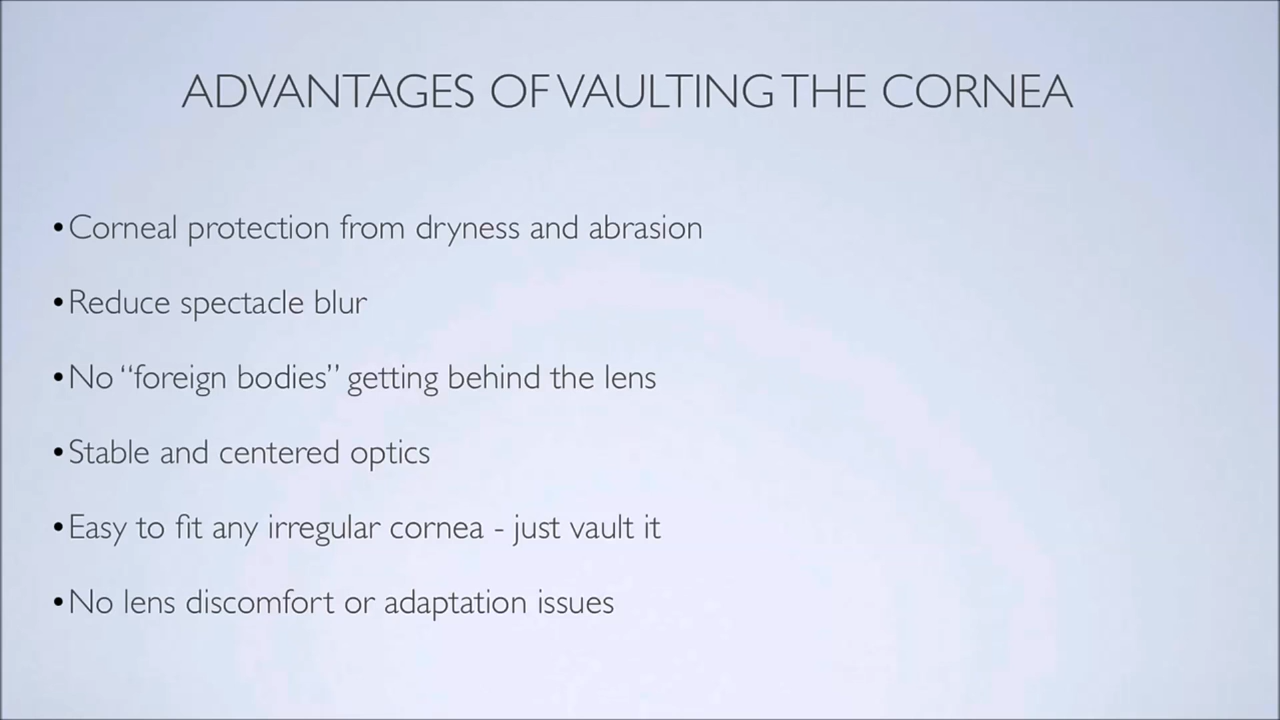 ADVANTAGES OF VAULTING THE CORNEA
•Corneal protection from dryness and abrasion
•Reduce spectacle blur
•No “foreign bodies” getting behind the lens
•Stable and centered optics
•Easy to fit any irregular cornea - just vault it
•No lens discomfort or adaptation issues